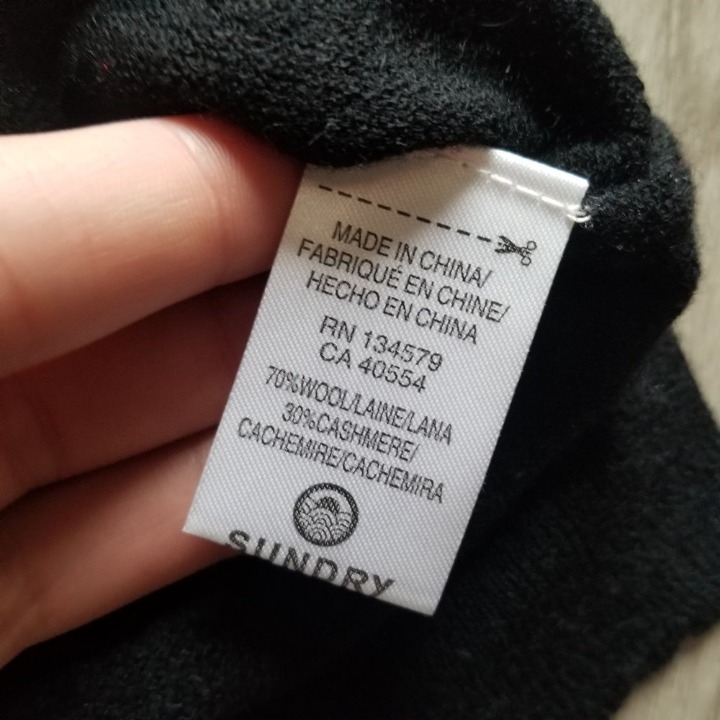 MADE IN CHINA/
FABRIQUÉ EN CHINE/
HECHO EN CHINA
RN 134579
CA 40554
70%WOOL/LAINE/LANA
30%CASHMERE/
CACHEMIRE/CACHEMIRA
SUNDRY